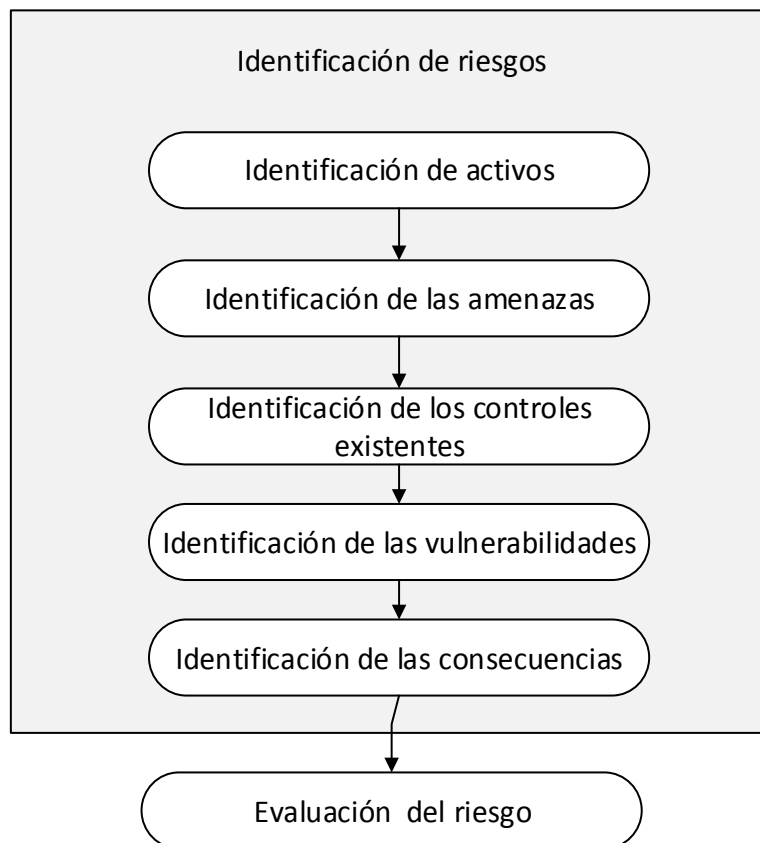 Identificación de riesgos
Identificación de activos
Identificación de las amenazas
Identificación de los controles
existentes
Identificación de las vulnerabilidades
Identificación de las consecuencias
Evaluación  del riesgo